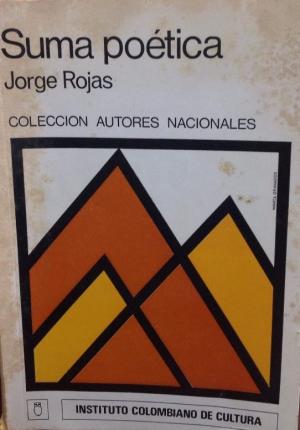 Suma poética
Jorge Rojas
COLECCION AUTORES NACIONALES
INSTITUTO COLOMBIANO DE CULTURA